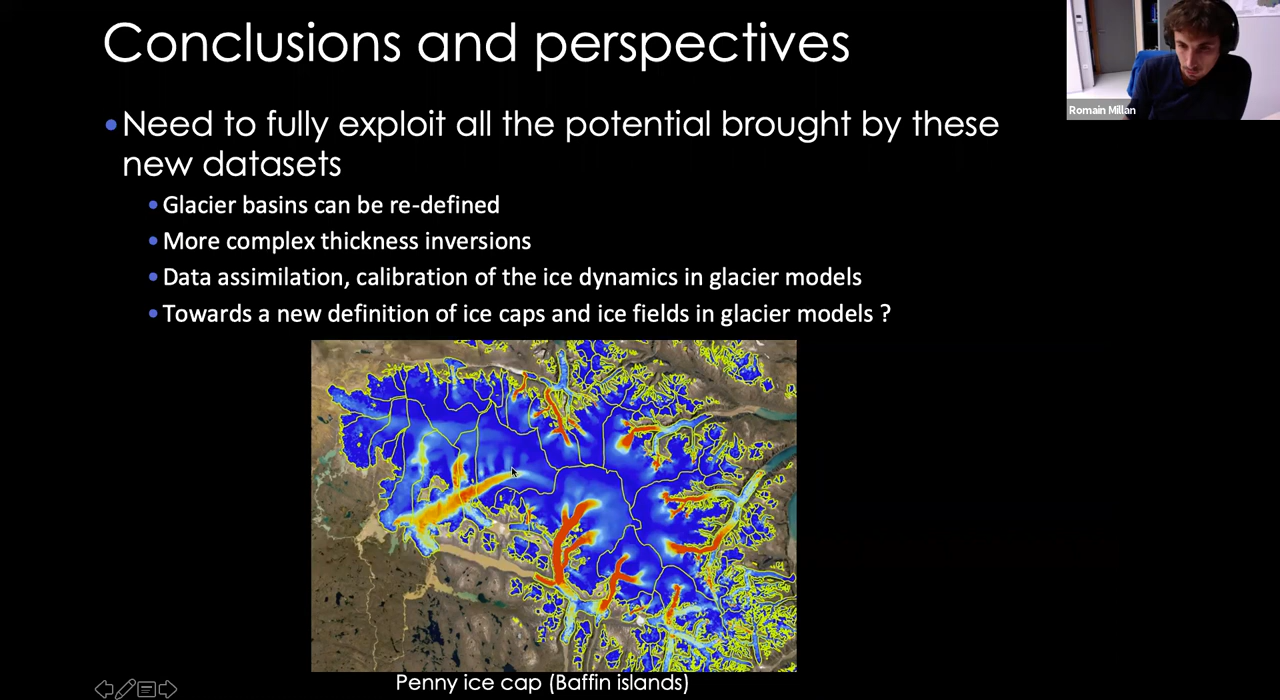 Conclusions and perspectives
Romain Millan
•Need to fully exploit all the potential brought by these
new datasets
•Glacier basins can be re-defined
•More complex thickness inversions
•Data assimilation, calibration of the ice dynamics in glacier models
•Towards a new definition of ice caps and ice fields in glacier models ?
Penny ice cap (Baffin islands)